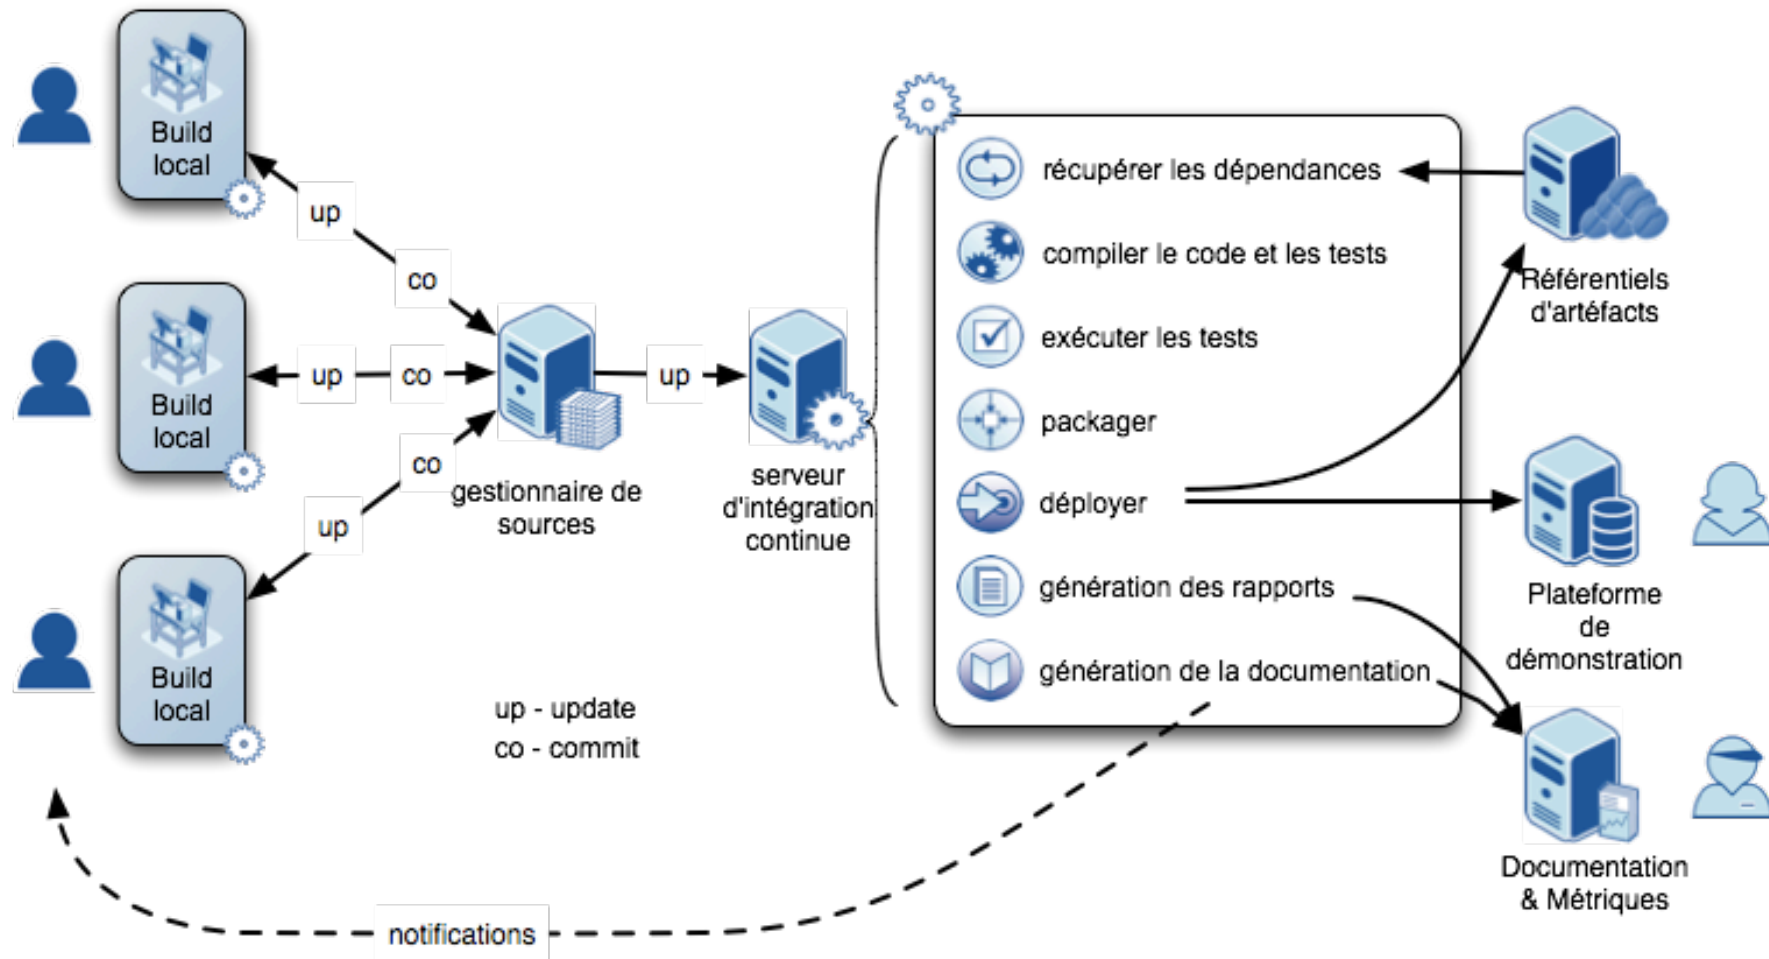 Build
local
up
co
Build
local
up
co
Build
local
co
up
gestionnaire de
sources
up
serveur
d'intégration
continue
up - update
co - commit
récupérer les dépendances
compiler le code et les tests
exécuter les tests
packager
déployer
génération des rapports
génération de la documentation
Référentiels
d'artéfacts
Plateforme
de
démonstration
Documentation
& Métriques
notifications